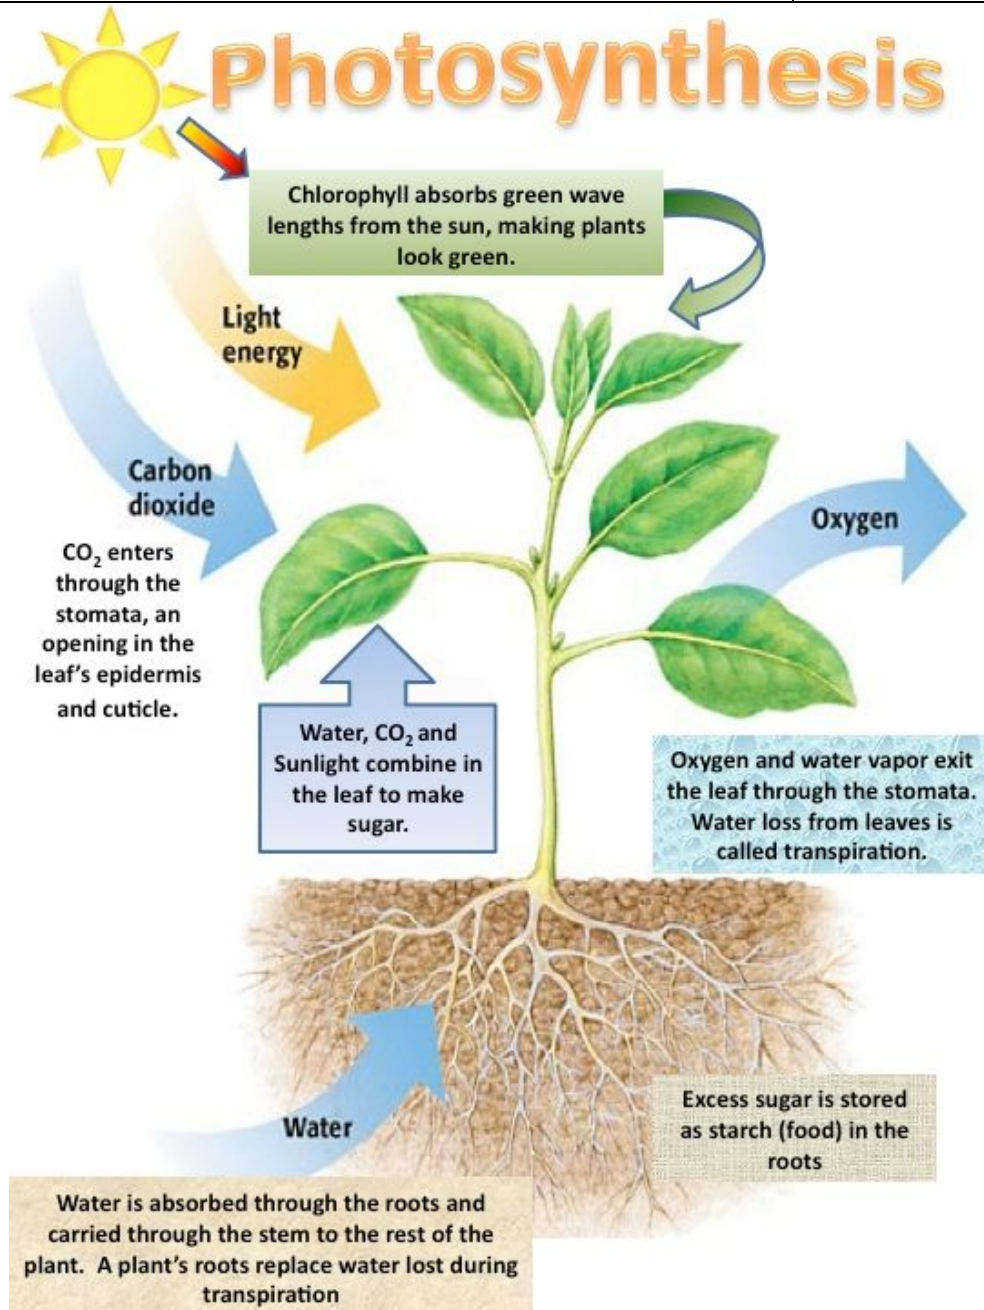 Photosynthesis
Chlorophyll absorbs green wave
lengths from the sun, making plants
look green.
Light
energy
Carbon
dioxide
CO₂ enters
through the
stomata, an
opening in the
leaf's epidermis
and cuticle.
Oxygen
Water, CO₂ and
Sunlight combine in
the leaf to make
sugar.
Oxygen and water vapor exit
the leaf through the stomata.
Water loss from leaves is
called transpiration.
Water
Excess sugar is stored
as starch (food) in the
roots
Water is absorbed through the roots and
carried through the stem to the rest of the
plant.  A plant's roots replace water lost during
transpiration